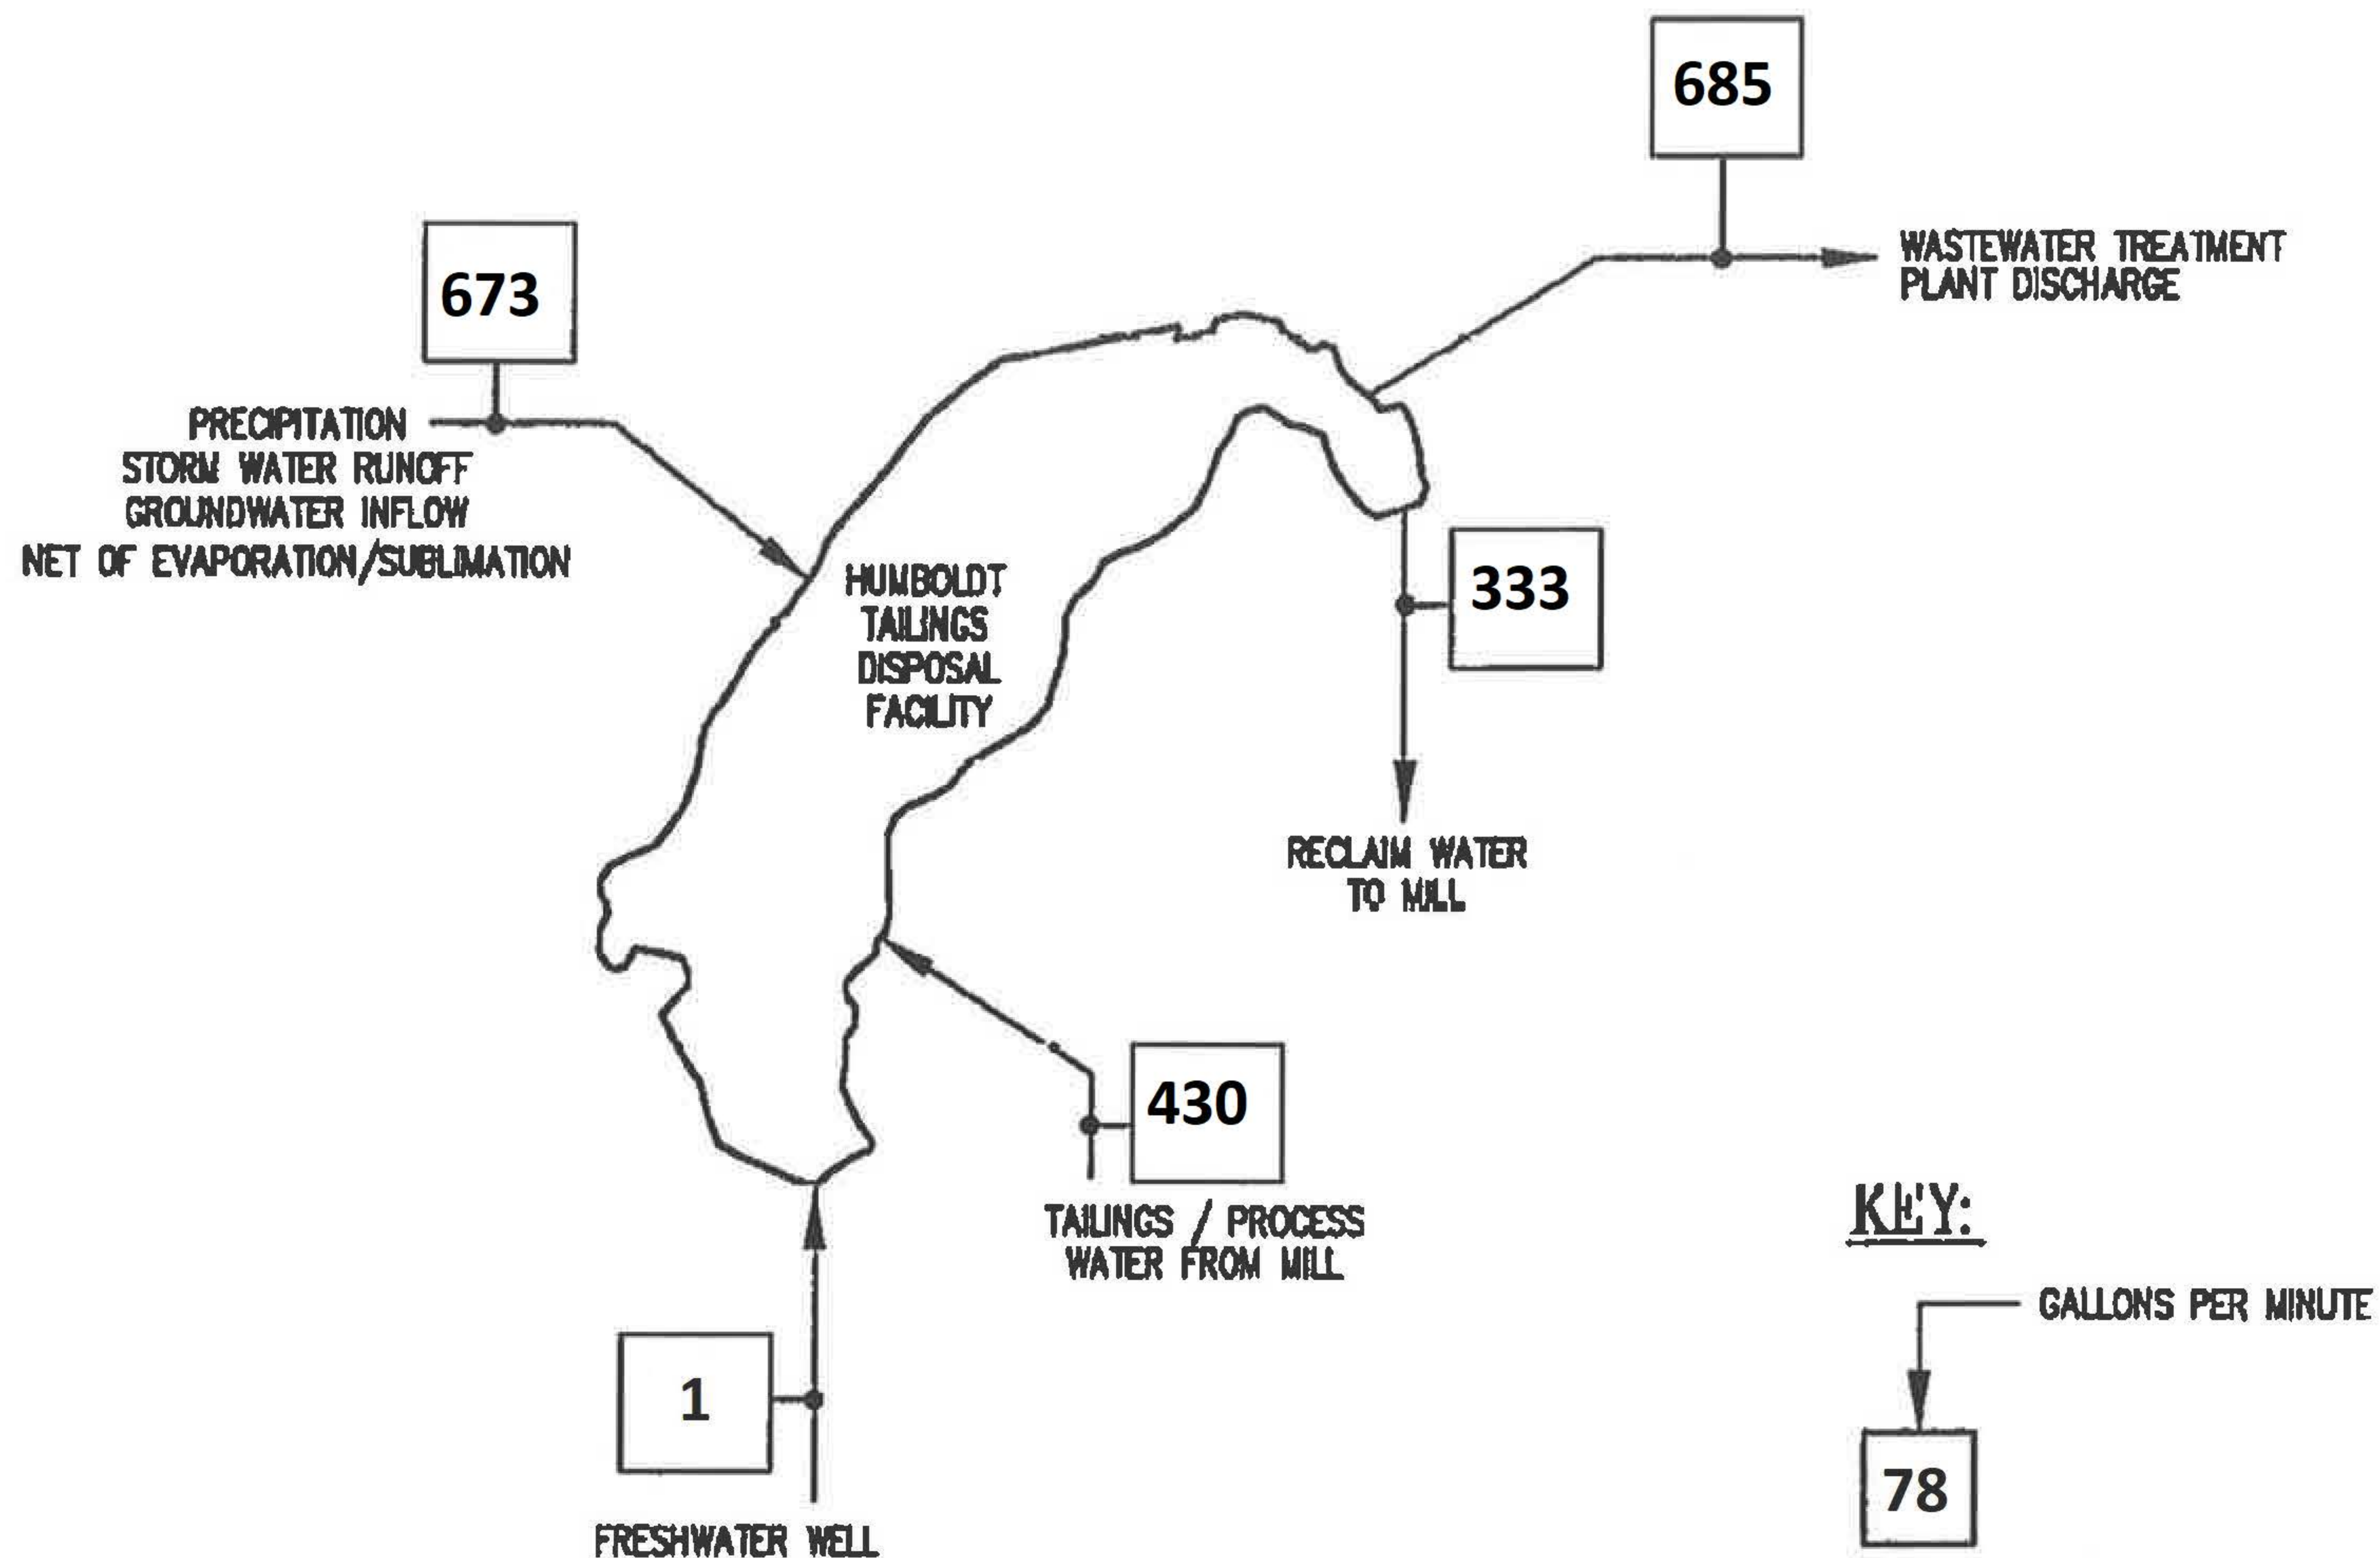 685
WASTEWATER TREATMENT
PLANT DISCHARGE
673
PRECIPITATION
STORM WATER RUNOFF
GROUNDWATER INFLOW
NET OF EVAPORATION/SUBLIMATION
HUMBOLDT
TAILINGS
DISPOSAL
FACILITY
333
RECLAIM WATER
TO MILL
430
TAILINGS / PROCESS
WATER FROM MILL
1
FRESHWATER WELL
KEY:
GALLONS PER MINUTE
78